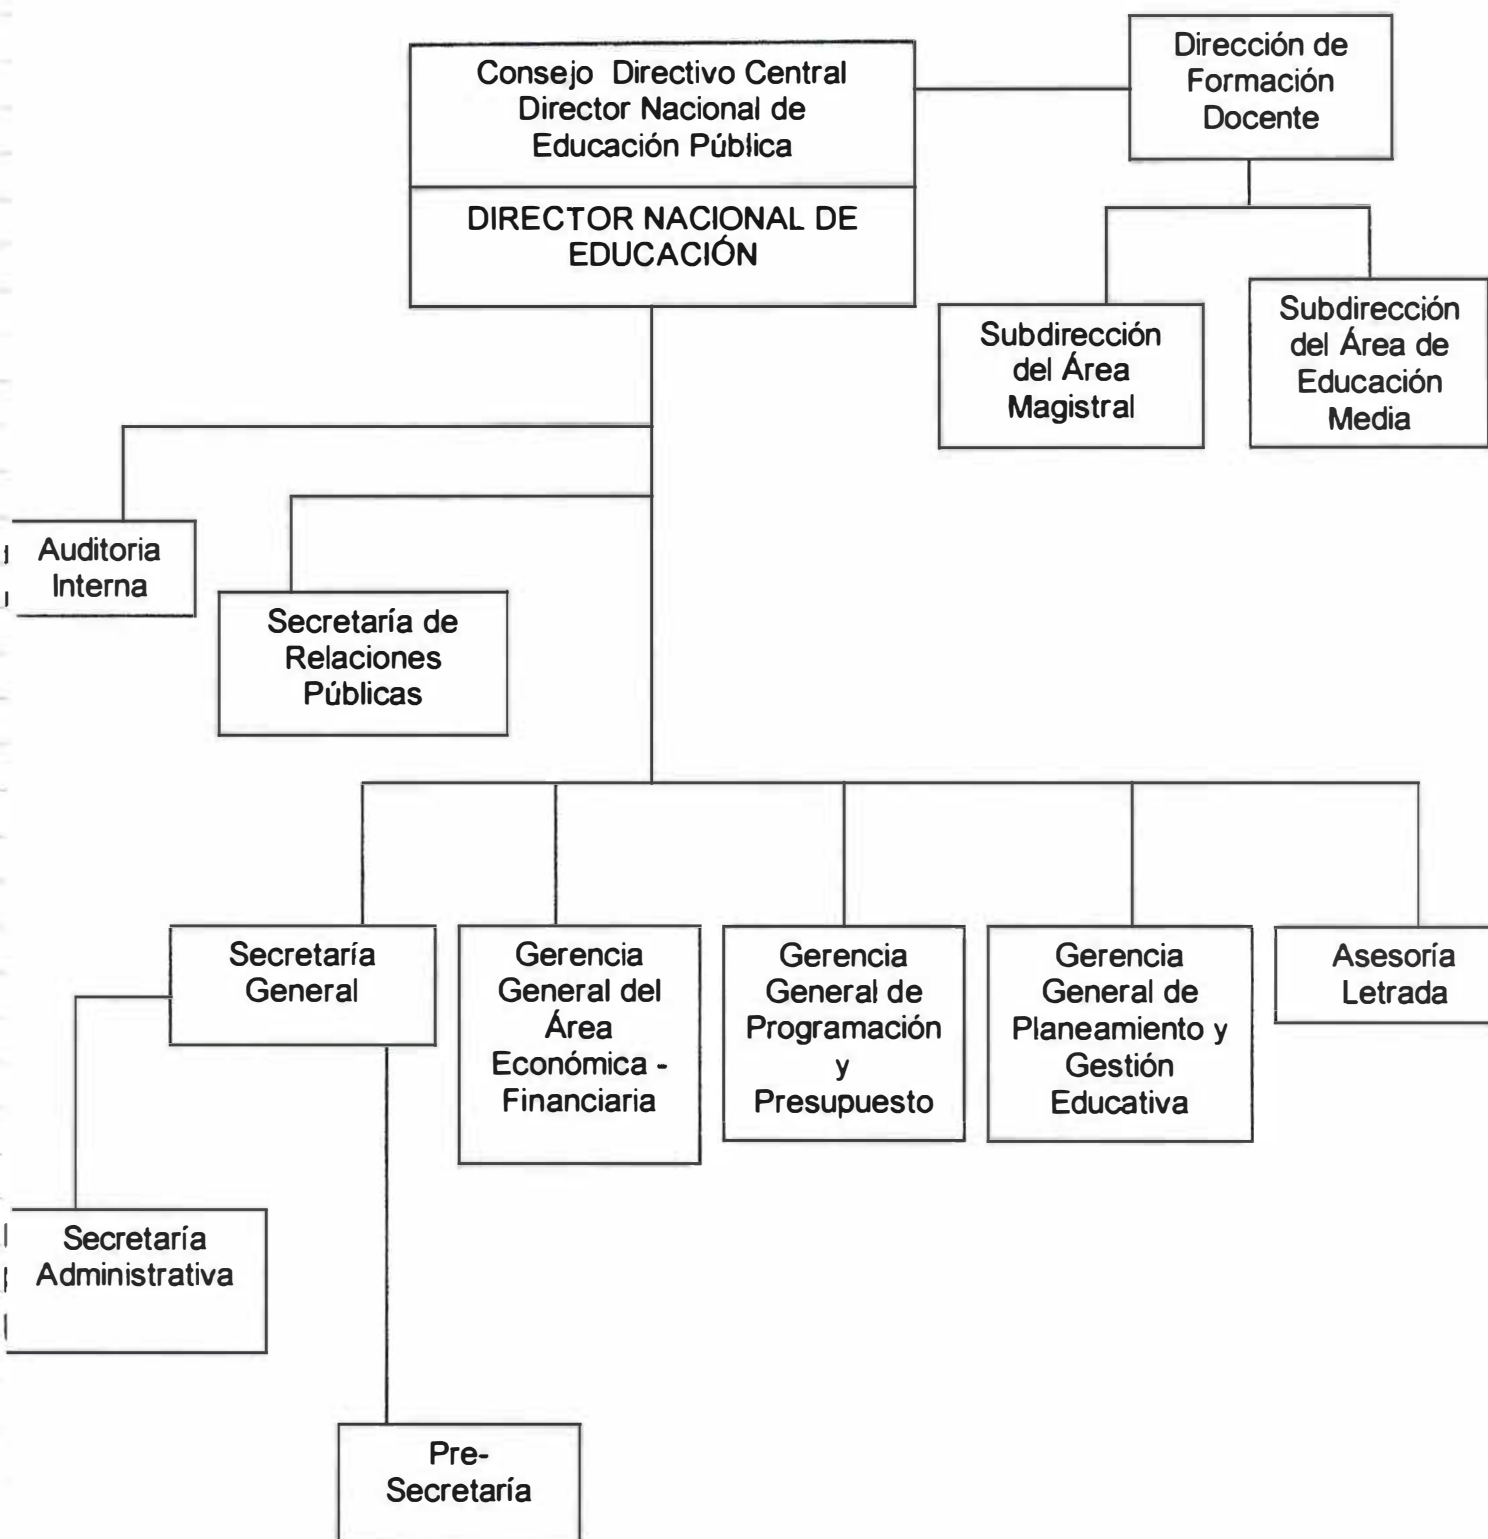 Consejo Directivo Central
Director Nacional de
Educación Pública
DIRECTOR NACIONAL DE
EDUCACIÓN
Dirección de
Formación
Docente
Subdirección
del Área
Magistral
Subdirección
del Área de
Educación
Media
Auditoria
Interna
Secretaría de
Relaciones
Públicas
Secretaría
General
Gerencia
General del
Área
Económica -
Financiaria
Gerencia
General de
Programación
y
Presupuesto
Gerencia
General de
Planeamiento y
Gestión
Educativa
Asesoría
Letrada
Secretaría
Administrativa
Pre-
Secretaría